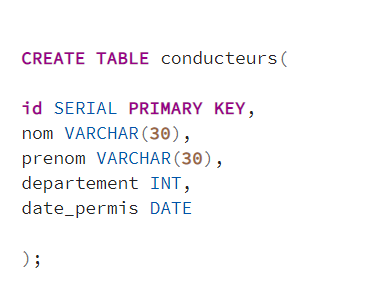 CREATE TABLE conducteurs(
id SERIAL PRIMARY KEY,
nom VARCHAR(30),
prenom VARCHAR(30),
departement INT,
date_permis DATE
);